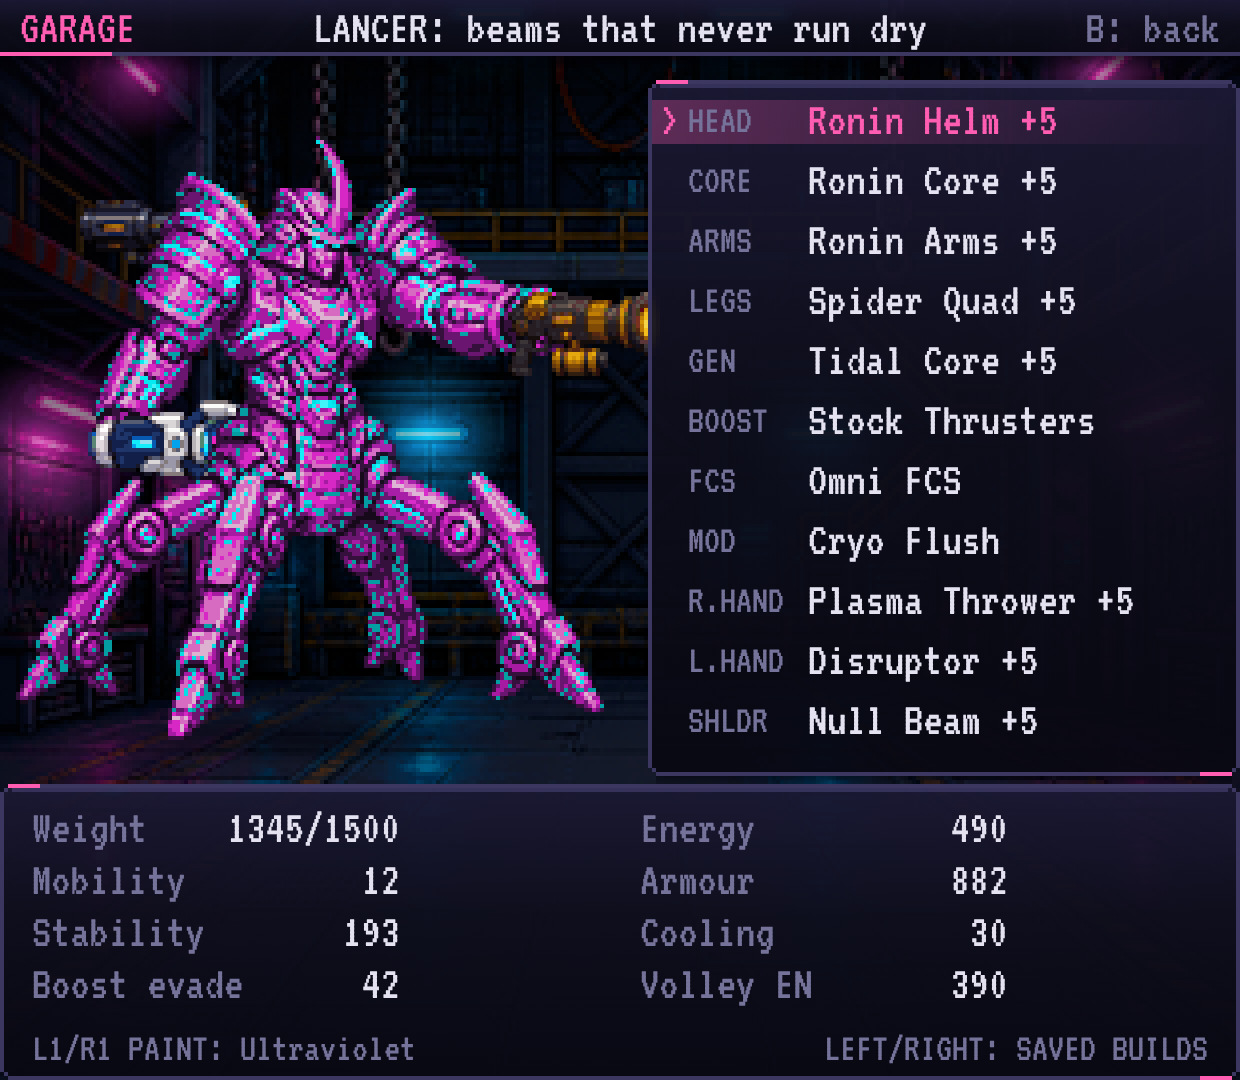 GARAGE LANCER: beams that never run dry B: back
HEAD Ronin Helm +5
CORE Ronin Core +5
ARMS Ronin Arms +5
LEGS Spider Quad +5
GEN Tidal Core +5
BOOST Stock Thrusters
FCS Omni FCS
MOD Cryo Flush
R.HAND Plasma Thrower +5
L.HAND Disruptor +5
SHLDR Null Beam +5
Weight 1345/1500 Energy 490
Mobility 12 Armour 882
Stability 193 Cooling 30
Boost evade 42 Volley EN 390
L1/R1 PAINT: Ultraviolet LEFT/RIGHT: SAVED BUILDS